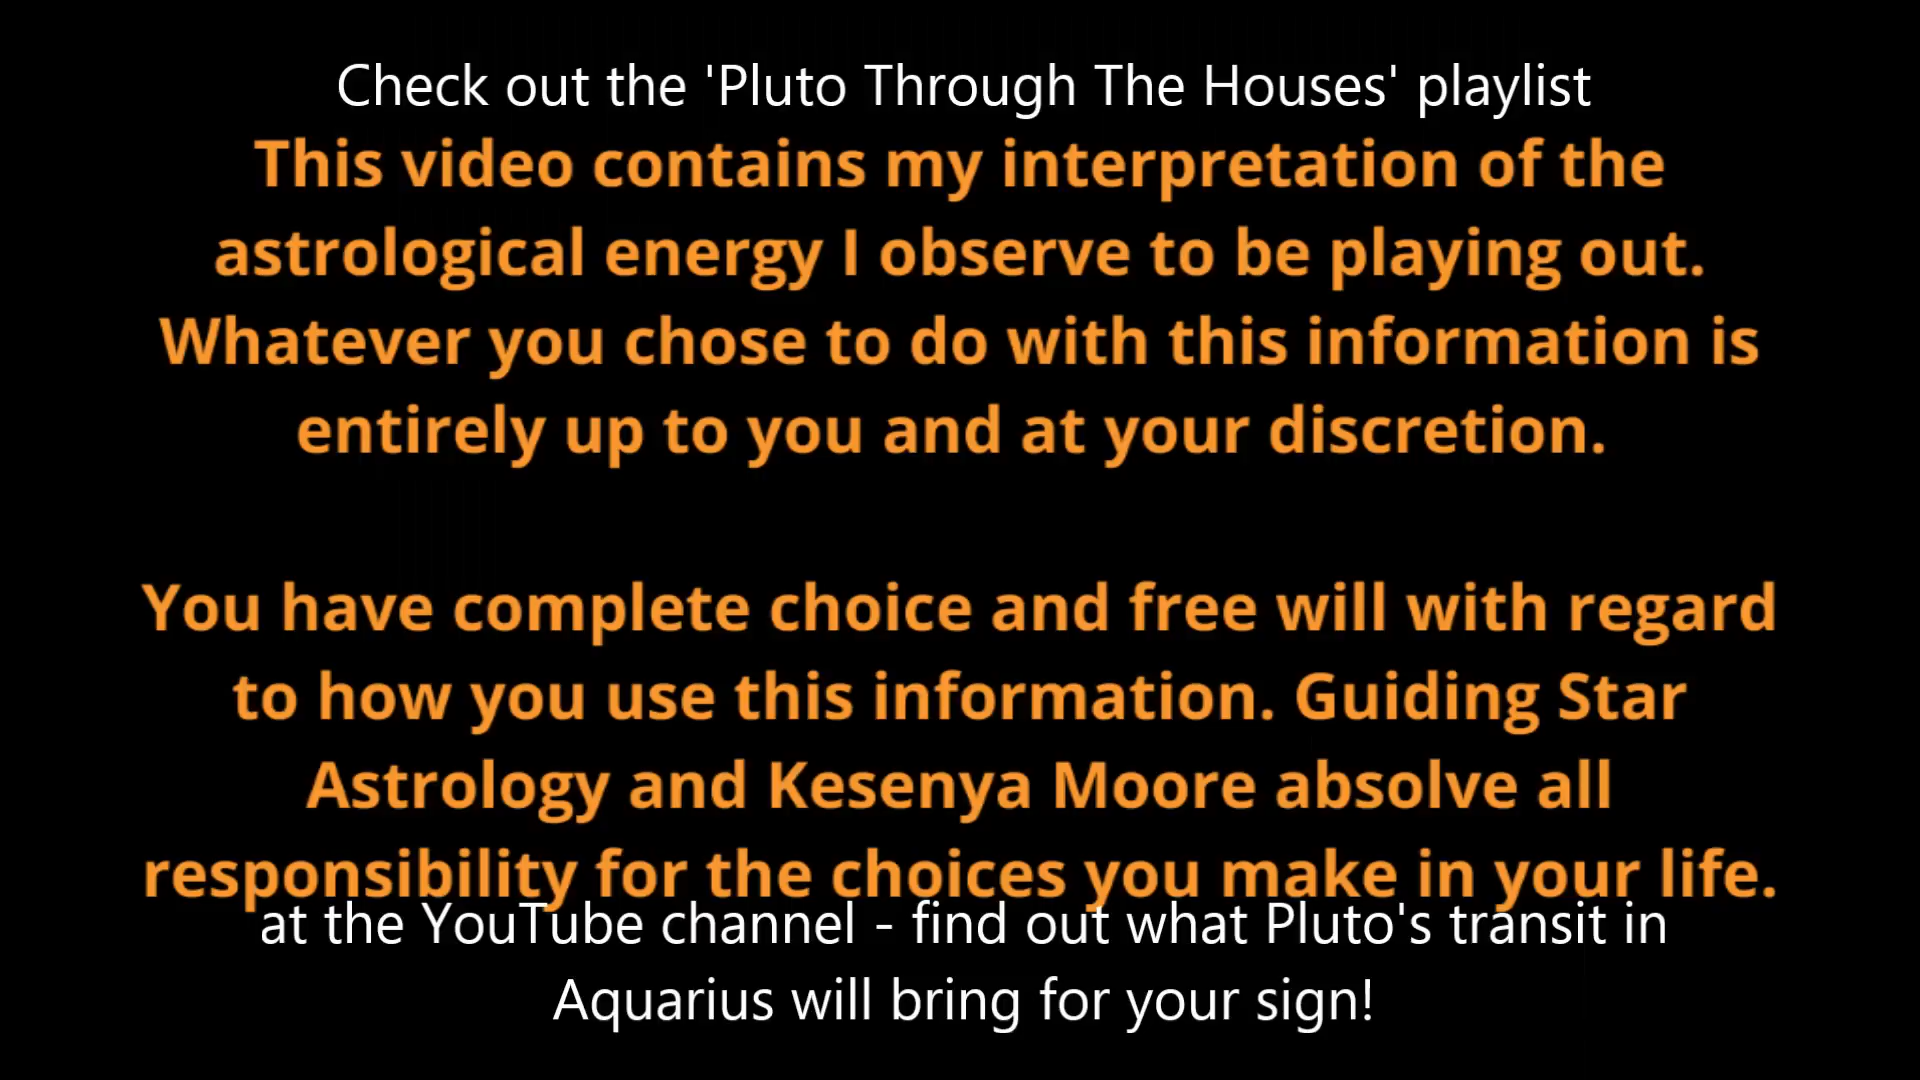 Check out the 'Pluto Through The Houses' playlist
This video contains my interpretation of the
astrological energy I observe to be playing out.
Whatever you chose to do with this information is
entirely up to you and at your discretion.
You have complete choice and free will with regard
to how you use this information. Guiding Star
Astrology and Kesenya Moore absolve all
responsibility for the choices you make in your life.
at the YouTube channel - find out what Pluto's transit in
Aquarius will bring for your sign!